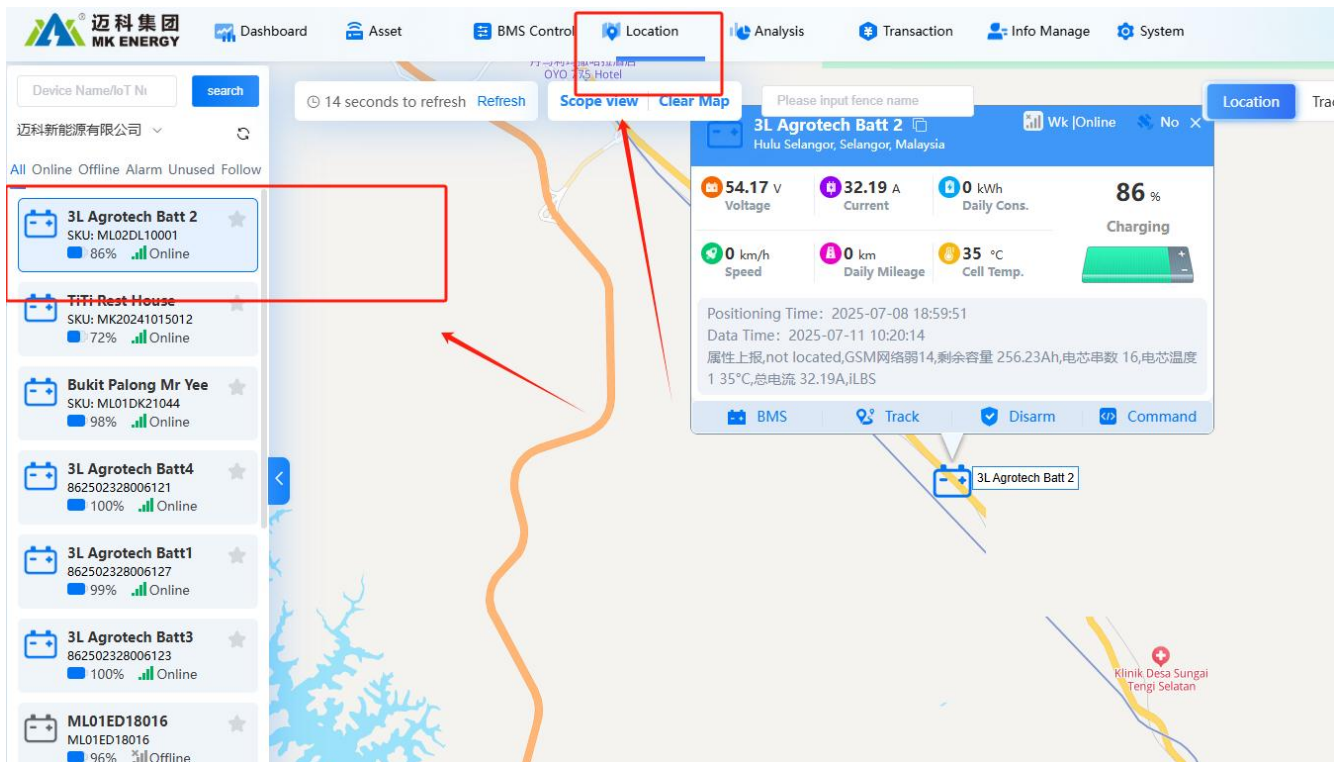 迈科集团®
MK ENERGY
Dashboard
Asset
BMS Control
Location
Analysis
Transaction
Info Manage
System
Device Name/IoT Nu
search
迈科新能源有限公司
All Online Offline Alarm Unused Follow
3L Agrotech Batt 2
SKU: ML02DL10001
86% Online
TiTi Rest House
SKU: MK20241015012
72% Online
Bukit Palong Mr Yee
SKU: ML01DK21044
98% Online
3L Agrotech Batt4
862502328006121
100% Online
3L Agrotech Batt1
862502328006127
99% Online
3L Agrotech Batt3
862502328006123
100% Online
ML01ED18016
ML01ED18016
96% Offline
OYO 775 Hotel
14 seconds to refresh Refresh
Scope view Clear Map
Please input fence name
Location
Trac
3L Agrotech Batt 2
Hulu Selangor, Selangor, Malaysia
Wk |Online
No
54.17 V
Voltage
32.19 A
Current
0 kWh
Daily Cons.
86 %
Charging
0 km/h
Speed
0 km
Daily Mileage
35 °C
Cell Temp.
Positioning Time：2025-07-08 18:59:51
Data Time：2025-07-11 10:20:14
属性上报,not located,GSM网络弱14,剩余容量 256.23Ah,电芯串数 16,电芯温度
1 35°C,总电流 32.19A,iLBS
BMS
Track
Disarm
Command
3L Agrotech Batt 2
Klinik Desa Sungai
Tengi Selatan